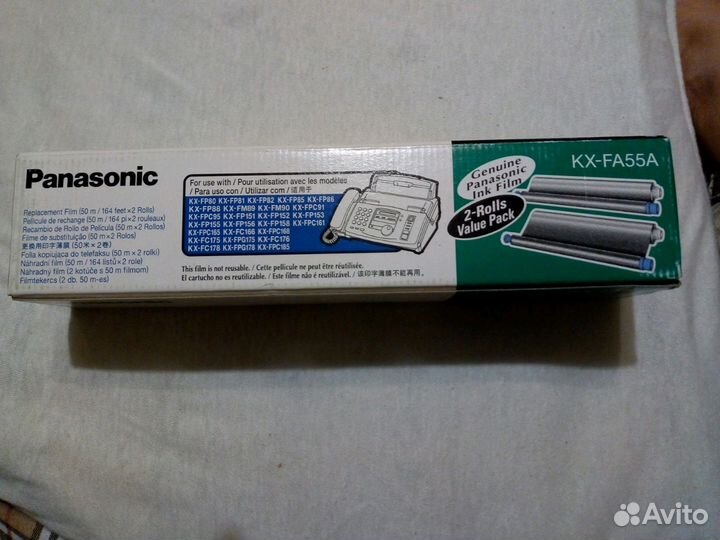 Panasonic
Replacement Film (50 m / 164 feet×2 Rolls)
Pellicule de rechange (50 m / 164 pi×2 rouleaux)
Recambio de Rollo de Película (50 m×2 Rollos)
Filme de substituição (50 m×2 Rolos)
更換用印字薄膜 (50米×2卷)
Folia kopiująca do telefaksu (50 m×2 rolki)
Náhradní film (50 m / 164 listů×2 role)
Náhradný film (2 kotúče s 50 m filmom)
Filmtekercs (2 db. 50 m-es)
For use with / Pour utilisation avec les modèles
/ Para uso con / Utilizar com / 適用于
KX-FP80 KX-FP81 KX-FP82 KX-FP85 KX-FP86
KX-FP88 KX-FM89 KX-FM90 KX-FPC91
KX-FPC95 KX-FP151 KX-FP152 KX-FP153
KX-FP155 KX-FP156 KX-FP158 KX-FPC161
KX-FPC165 KX-FC166 KX-FPC168
KX-FC175 KX-FPC175 KX-FC176
KX-FC178 KX-FPG178 KX-FPC185
This film is not reusable. / Cette pellicule ne peut être réutilisée.
El cartucho no es reutilizable. / Este filme não é reutilizável. / 该印字薄膜不能再用。
Genuine
Panasonic
Ink Film
2-Rolls
Value Pack
KX-FA55A
Avito